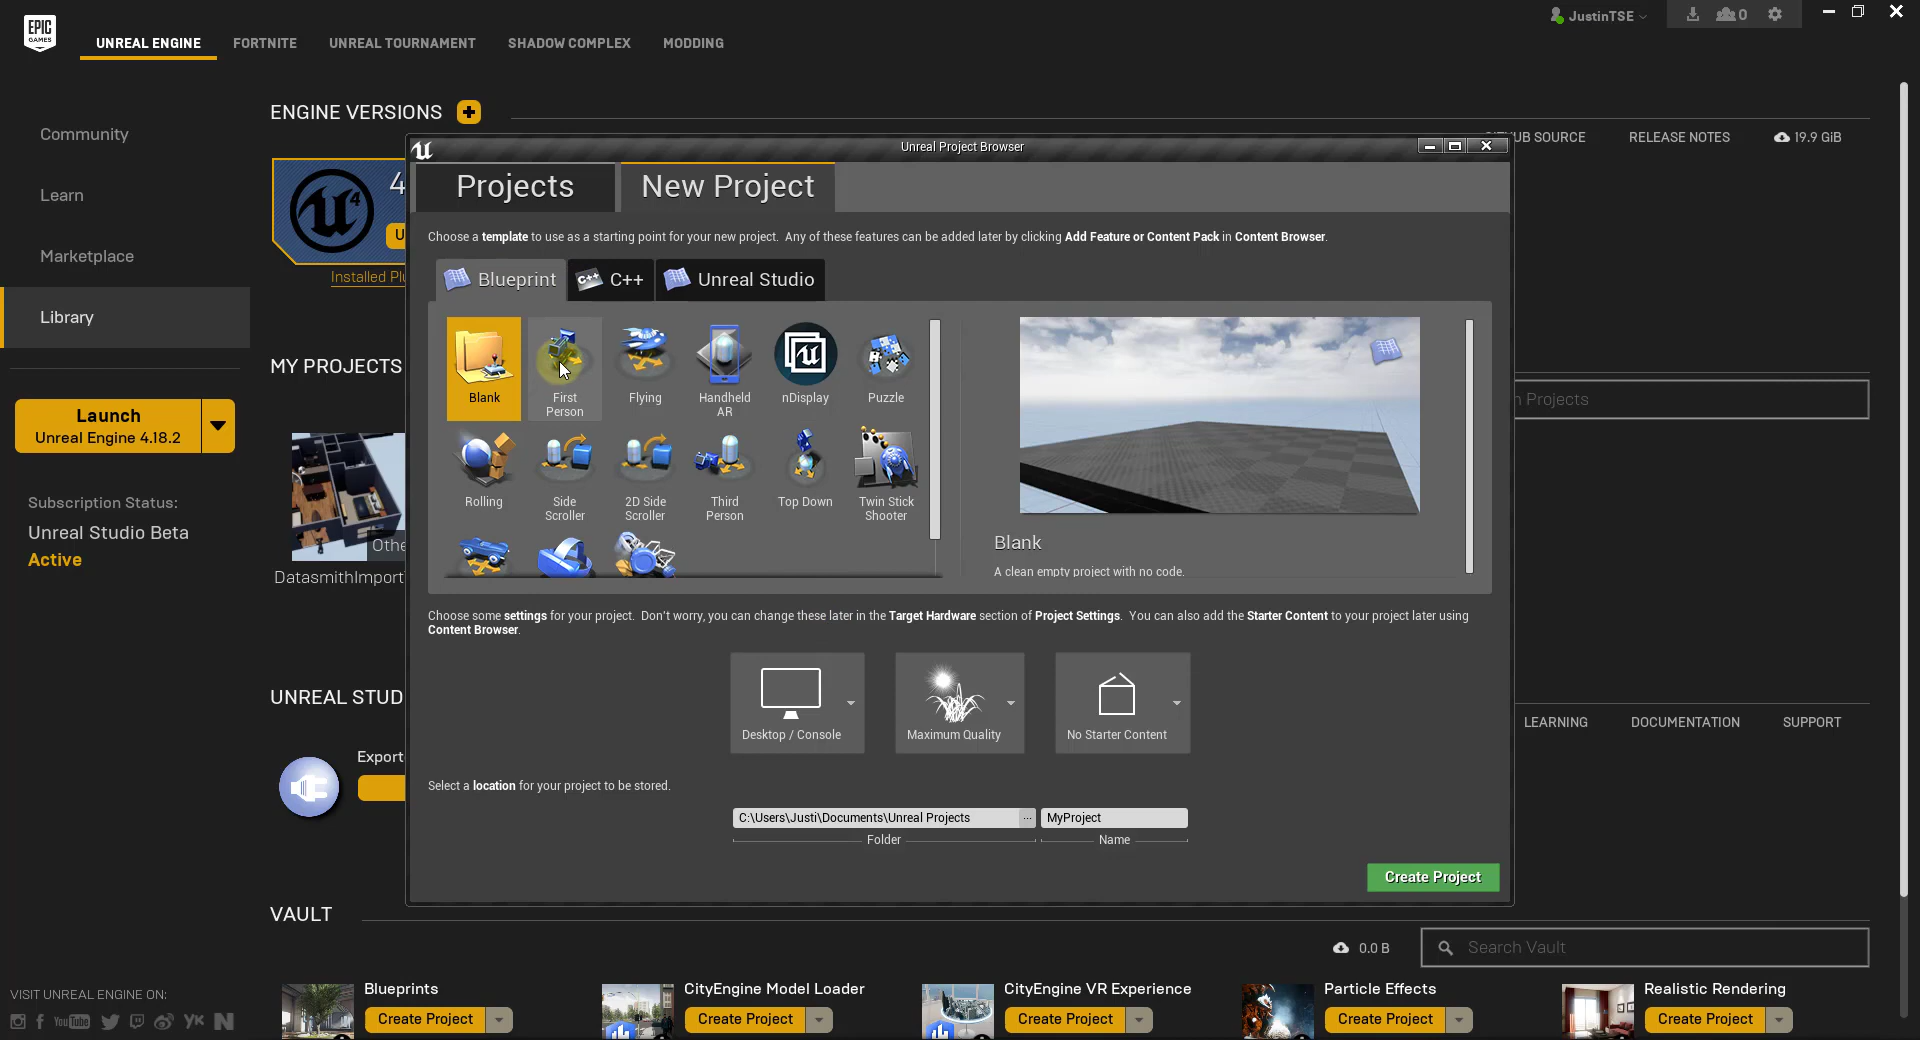 EPIC
GAMES
UNREAL ENGINE
FORTNITE
UNREAL TOURNAMENT
SHADOW COMPLEX
MODDING
JustinTSE
0
Community
Learn
Marketplace
Library
Launch
Unreal Engine 4.18.2
Subscription Status:
Unreal Studio Beta
Active
VISIT UNREAL ENGINE ON:
You Tube
ENGINE VERSIONS
HUB SOURCE
RELEASE NOTES
19.9 GiB
4
4
U
Installed Plu
MY PROJECTS
h Projects
Othe
DatasmithImport
UNREAL STUD
LEARNING
DOCUMENTATION
SUPPORT
Export
Unreal Project Browser
Projects
New Project
Choose a template to use as a starting point for your new project. Any of these features can be added later by clicking Add Feature or Content Pack in Content Browser.
Blueprint
C++
C++
Unreal Studio
Blank
First
Person
Flying
Handheld
AR
nDisplay
Puzzle
Rolling
Side
Scroller
2D Side
Scroller
Third
Person
Top Down
Twin Stick
Shooter
Blank
A clean empty project with no code.
Choose some settings for your project. Don't worry, you can change these later in the Target Hardware section of Project Settings. You can also add the Starter Content to your project later using
Content Browser.
Desktop / Console
Maximum Quality
No Starter Content
Select a location for your project to be stored.
C:\Users\Justi\Documents\Unreal Projects
...
MyProject
Folder
Name
Create Project
VAULT
0.0 B
Search Vault
Blueprints
Create Project
CityEngine Model Loader
Create Project
CityEngine VR Experience
Create Project
Particle Effects
Create Project
Realistic Rendering
Create Project